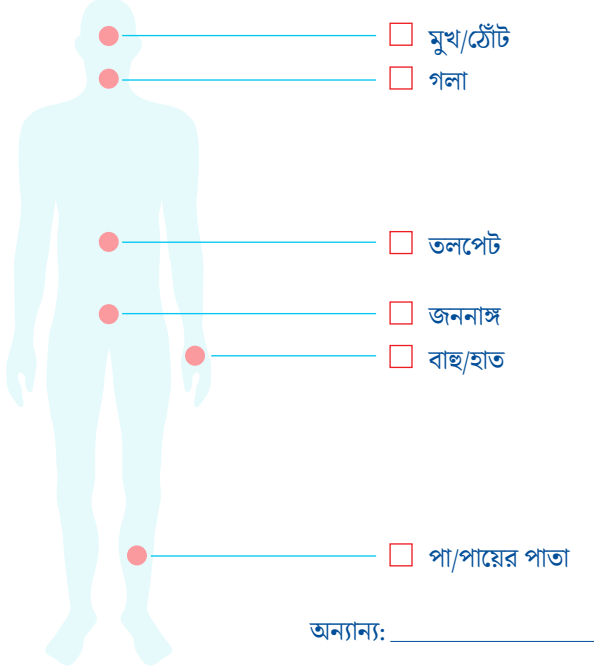 মুখ/ঠোঁট
গলা
তলপেট
জননাঙ্গ
বাহু/হাত
পা/পায়ের পাতা
অন্যান্য: